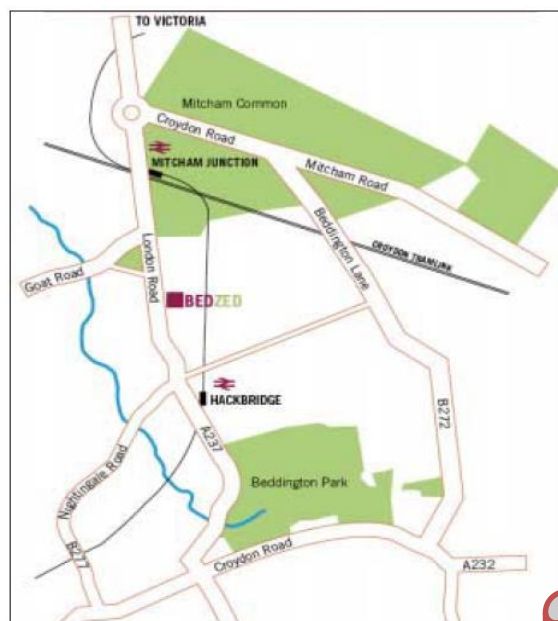 TO VICTORIA
Mitcham Common
Croydon Road
MITCHAM JUNCTION
Mitcham Road
Beddington Lane
London Road
CROYDON TRAMLINK
Goat Road
BEDZED
HACKBRIDGE
B272
A237
Nightingale Road
Beddington Park
Croydon Road
B277
A232